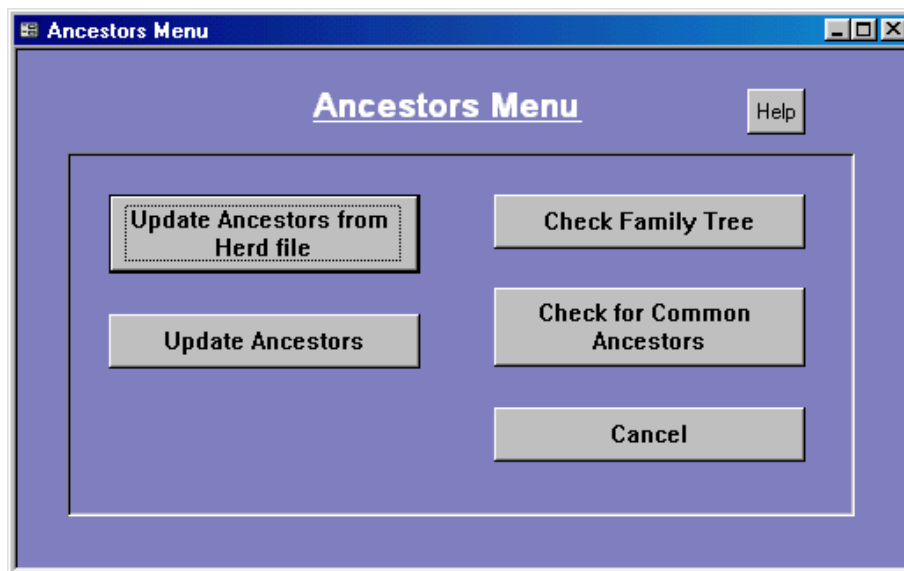 Ancestors Menu
Ancestors Menu
Help
Update Ancestors from
Herd file
Update Ancestors
Check Family Tree
Check for Common
Ancestors
Cancel